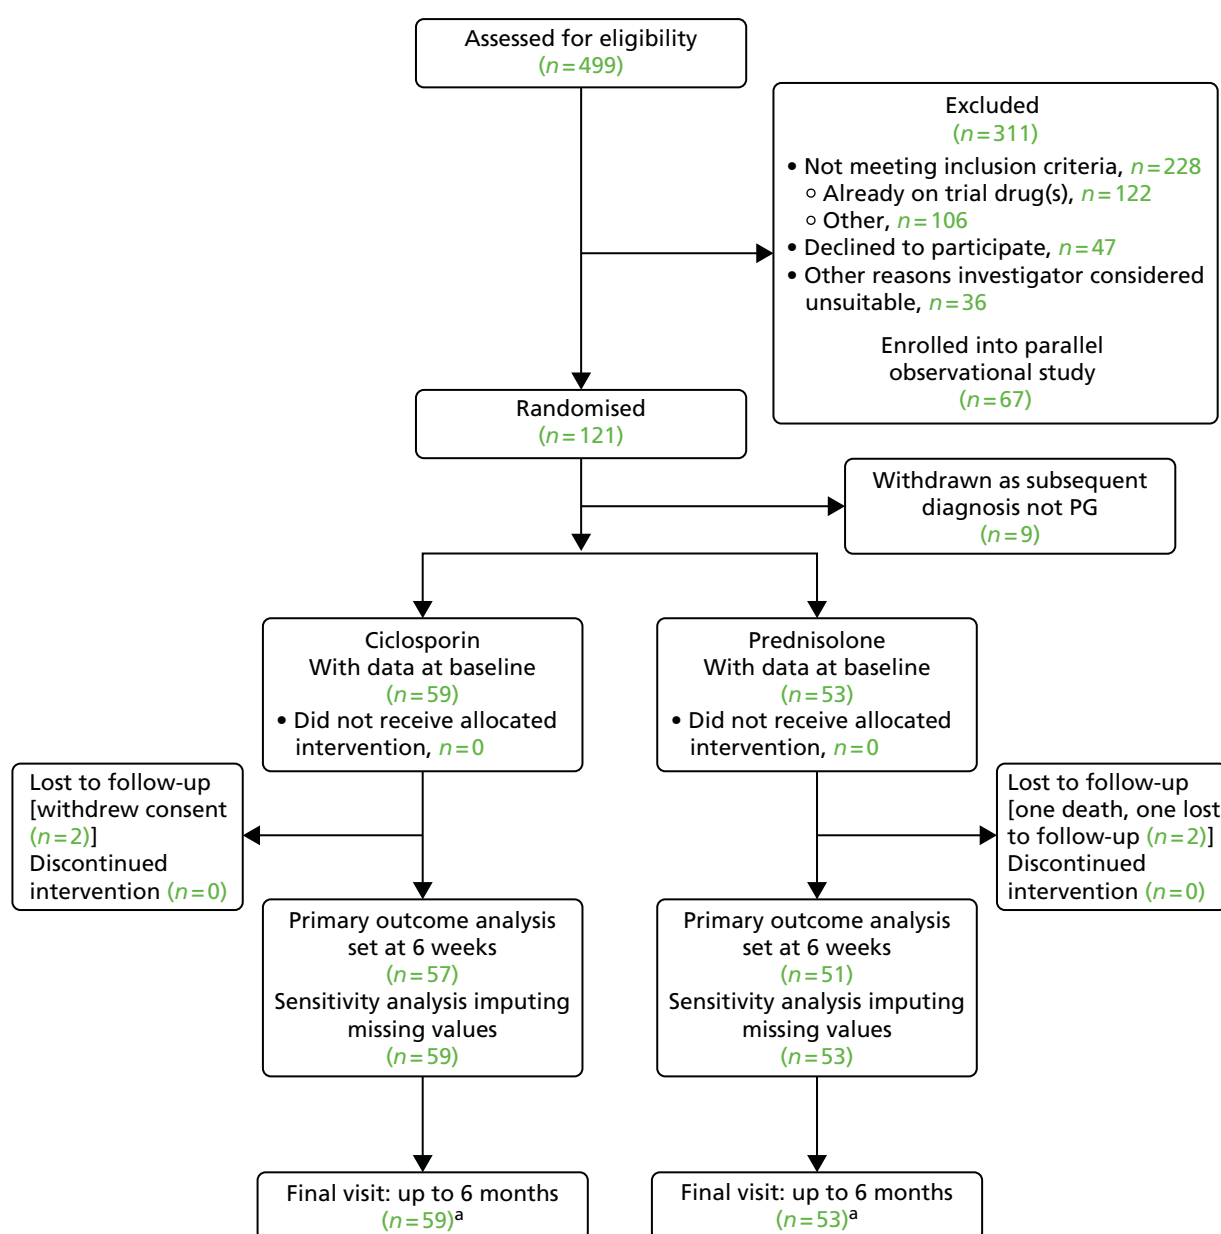 Assessed for eligibility
(n=499)
Excluded
(n=311)
• Not meeting inclusion criteria, n=228
○ Already on trial drug(s), n=122
○ Other, n=106
• Declined to participate, n=47
• Other reasons investigator considered
unsuitable, n=36
Enrolled into parallel
observational study
(n=67)
Randomised
(n=121)
Withdrawn as subsequent
diagnosis not PG
(n=9)
Ciclosporin
With data at baseline
(n=59)
• Did not receive allocated
intervention, n=0
Prednisolone
With data at baseline
(n=53)
• Did not receive allocated
intervention, n=0
Lost to follow-up
[withdrew consent
(n=2)]
Discontinued
intervention (n=0)
Lost to follow-up
[one death, one lost
to follow-up (n=2)]
Discontinued
intervention (n=0)
Primary outcome analysis
set at 6 weeks
(n=57)
Sensitivity analysis imputing
missing values
(n=59)
Primary outcome analysis
set at 6 weeks
(n=51)
Sensitivity analysis imputing
missing values
(n=53)
Final visit: up to 6 months
(n=59)a
Final visit: up to 6 months
(n=53)a